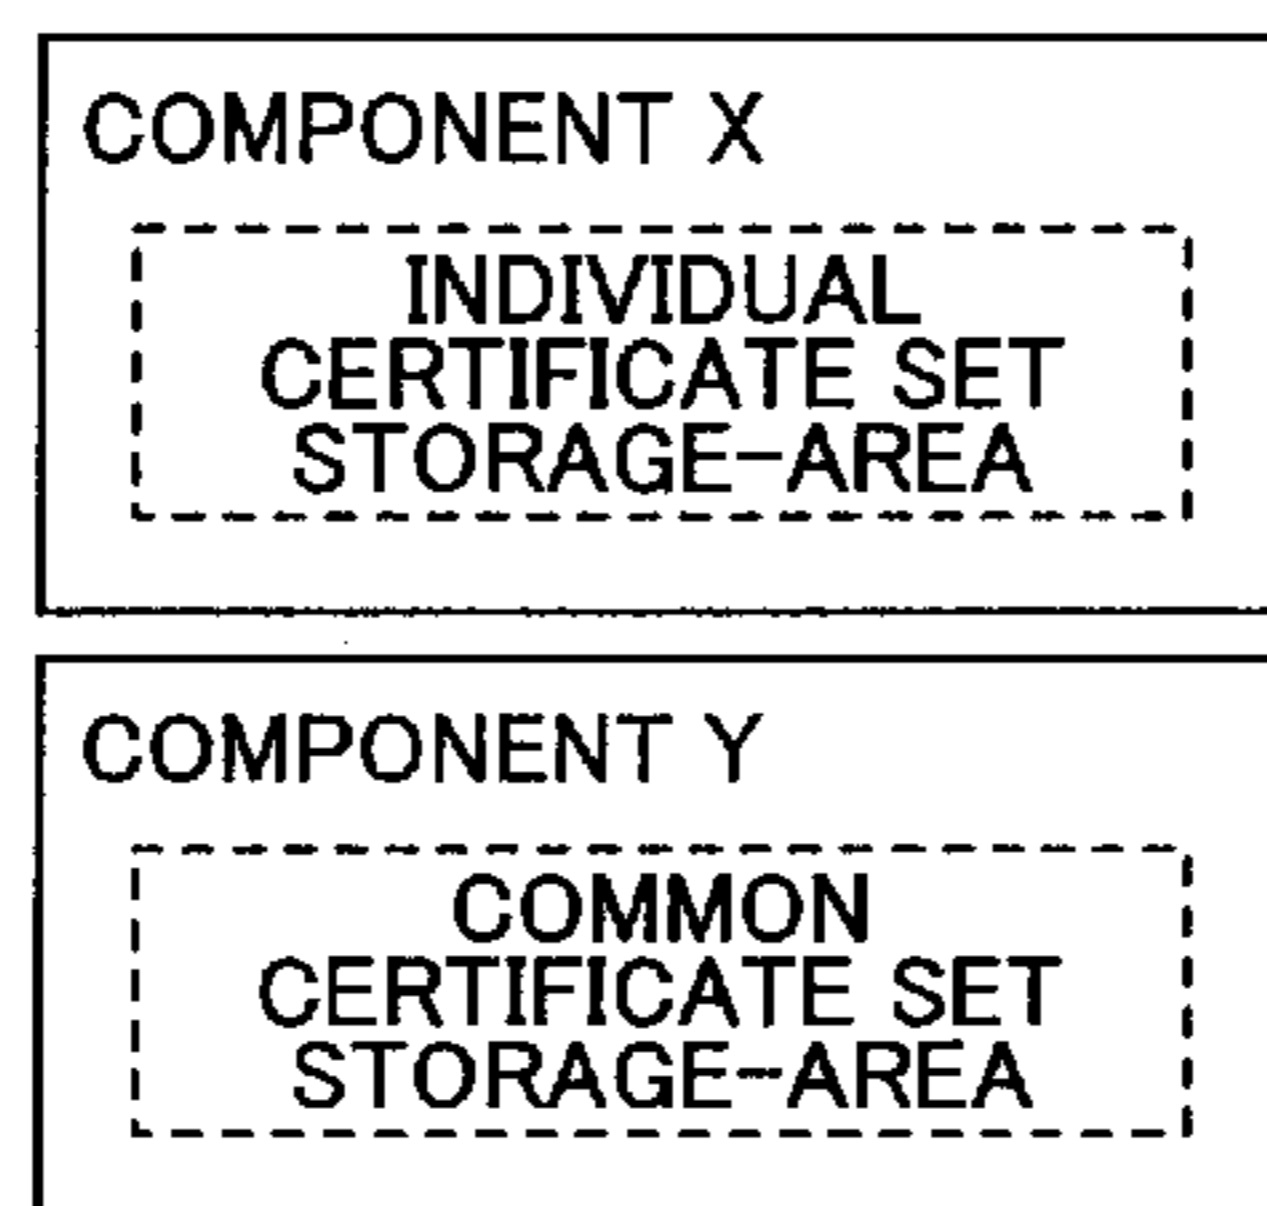 COMPONENT X
INDIVIDUAL
CERTIFICATE SET
STORAGE-AREA
COMPONENT Y
COMMON
CERTIFICATE SET
STORAGE-AREA